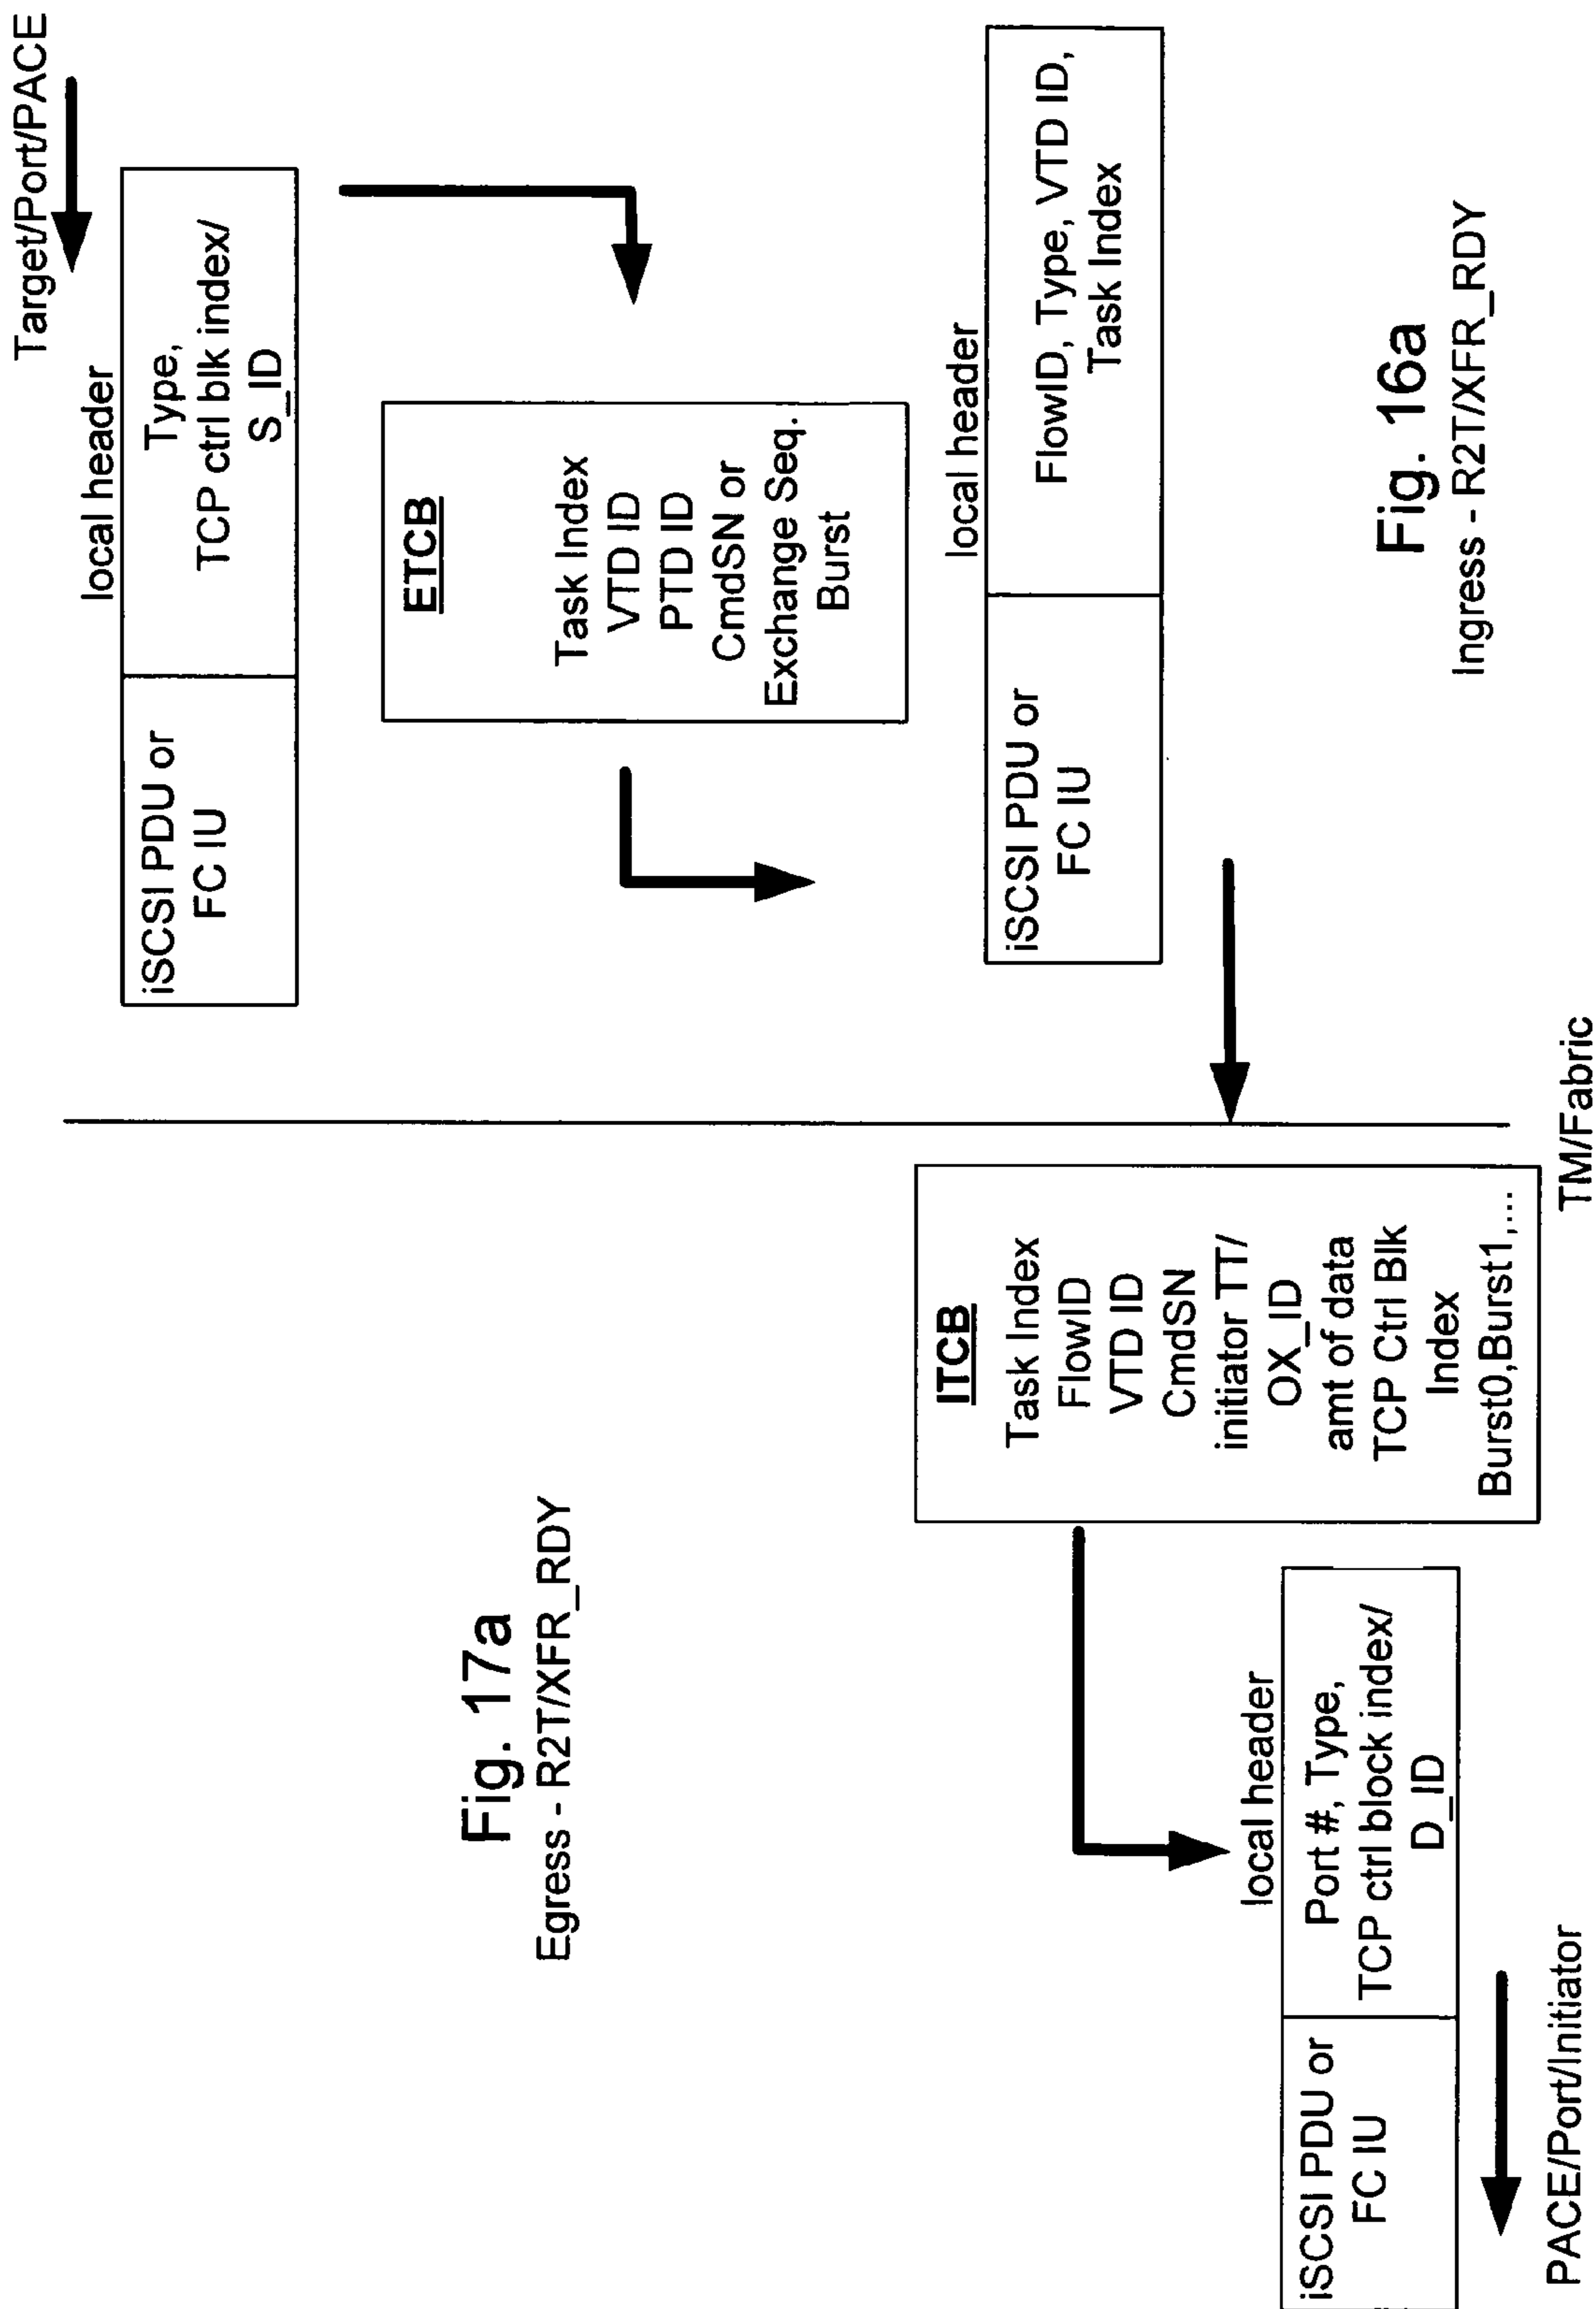 Target/Port/PACE
local header
iSCSI PDU or
FC IU
Type,
TCP ctrl blk index/
S_ID
ETCB
Task Index
VTD ID
PTD ID
CmdSN or
Exchange Seq.
Burst
local header
iSCSI PDU or
FC IU
FlowID, Type, VTD ID,
Task Index
Fig. 16a
Ingress - R2T/XFR_RDY
TM/Fabric
Fig. 17a
Egress - R2T/XFR_RDY
ITCB
Task Index
FlowID
VTD ID
CmdSN
initiator TT/
OX_ID
amt of data
TCP Ctrl Blk
Index
Burst0,Burst1,...
local header
iSCSI PDU or
FC IU
Port #, Type,
TCP ctrl block index/
D_ID
PACE/Port/Initiator